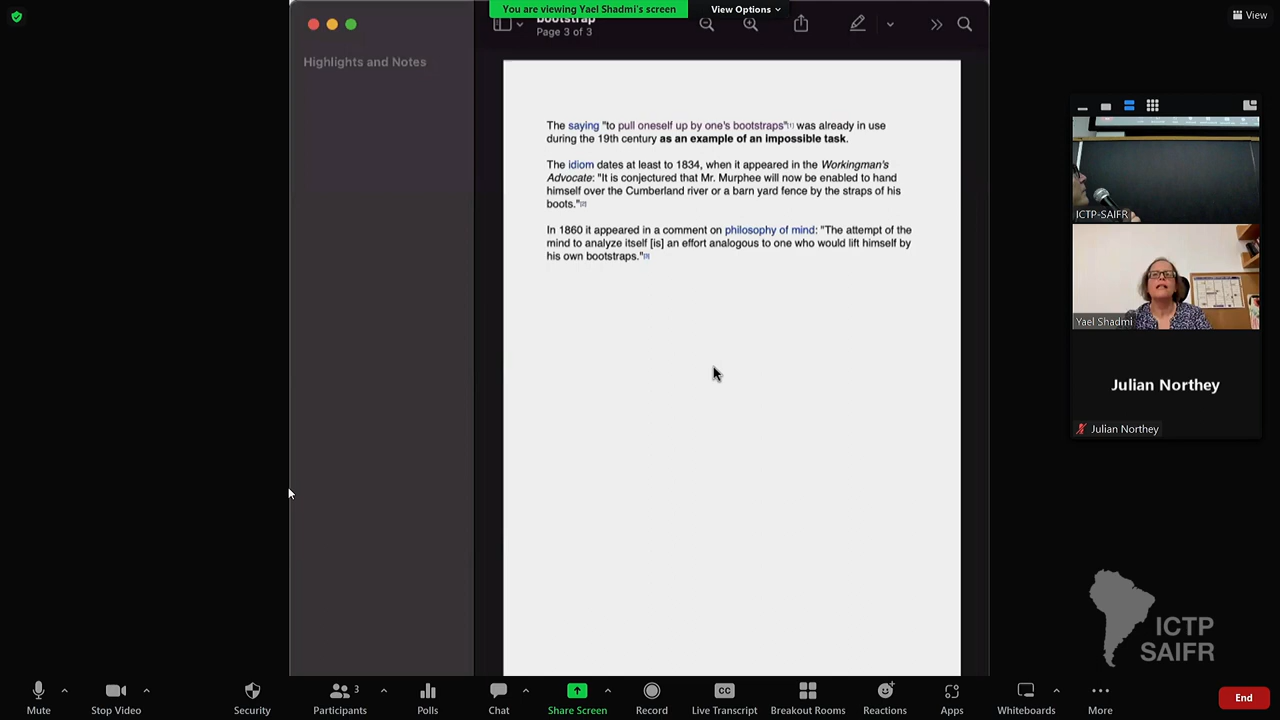 You are viewing Yael Shadmi's screen
View Options
View
bootstrap
Page 3 of 3
Highlights and Notes
The saying "to pull oneself up by one's bootstraps"[1] was already in use
during the 19th century as an example of an impossible task.
The idiom dates at least to 1834, when it appeared in the Workingman's
Advocate: "It is conjectured that Mr. Murphee will now be enabled to hand
himself over the Cumberland river or a barn yard fence by the straps of his
boots."[2]
In 1860 it appeared in a comment on philosophy of mind: "The attempt of the
mind to analyze itself [is] an effort analogous to one who would lift himself by
his own bootstraps."[3]
ICTP-SAIFR
Yael Shadmi
Julian Northey
Julian Northey
ICTP
SAIFR
Mute
Stop Video
Security
3
Participants
Polls
Chat
Share Screen
Record
CC
Live Transcript
Breakout Rooms
Reactions
Apps
Whiteboards
More
End